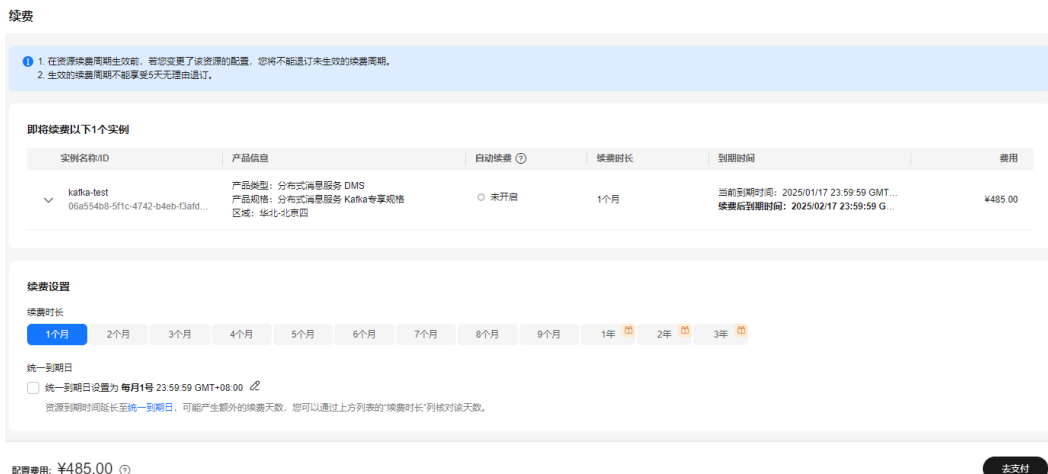 续费
1. 在资源续费周期生效前，若您变更了该资源的配置，您将不能退订未生效的续费周期。
2. 生效的续费周期不能享受5天无理由退订。
即将续费以下1个实例
实例名称/ID 产品信息 自动续费 续费时长 到期时间 费用
kafka-test
06a554b8-5f1c-4742-b4eb-f3afd...
产品类型：分布式消息服务 DMS
产品规格：分布式消息服务 Kafka专享规格
区域：华北-北京四
未开启
1个月
当前到期时间：2025/01/17 23:59:59 GMT...
续费后到期时间：2025/02/17 23:59:59 G...
¥485.00
续费设置
续费时长
1个月 2个月 3个月 4个月 5个月 6个月 7个月 8个月 9个月 1年 2年 3年
统一到期日
统一到期日设置为 每月1号 23:59:59 GMT+08:00
资源到期时间延长至统一到期日，可能产生额外的续费天数，您可以通过上方列表的“续费时长”列核对该天数。
配置费用: ¥485.00
去支付